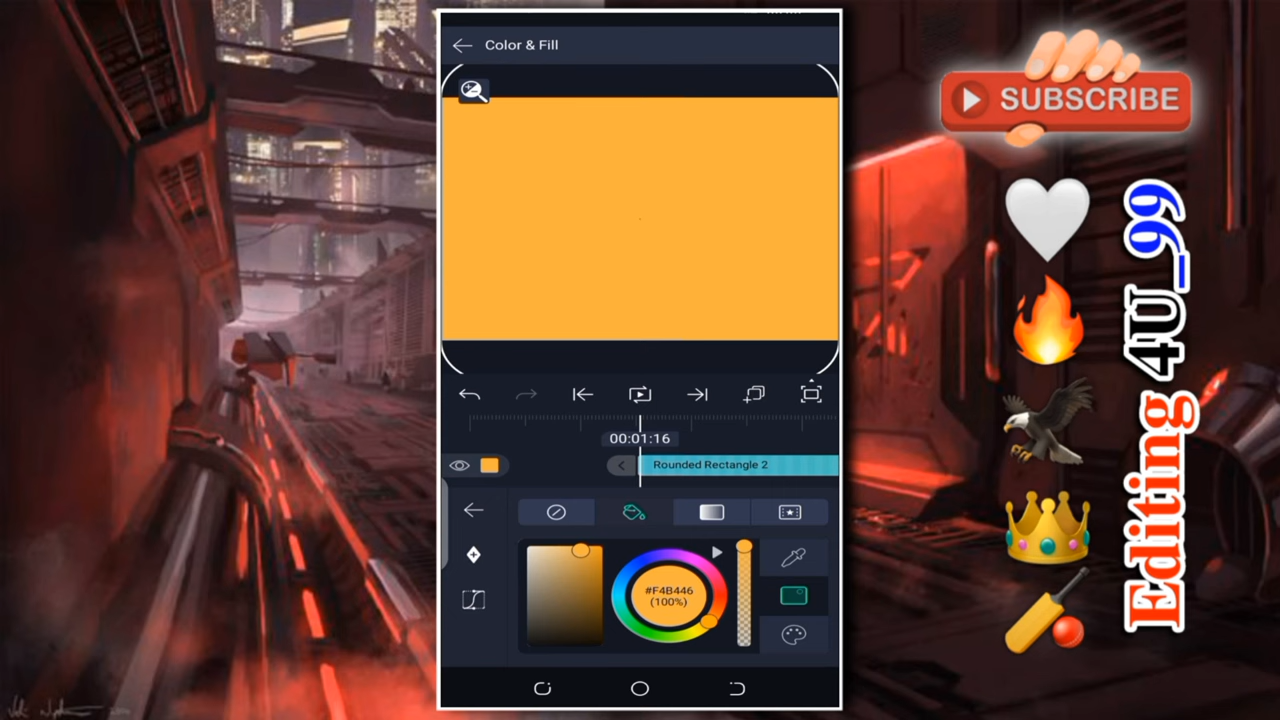 Color & Fill
SUBSCRIBE
Editing 4U_99
00:01:16
Rounded Rectangle 2
#F4B446
(100%)